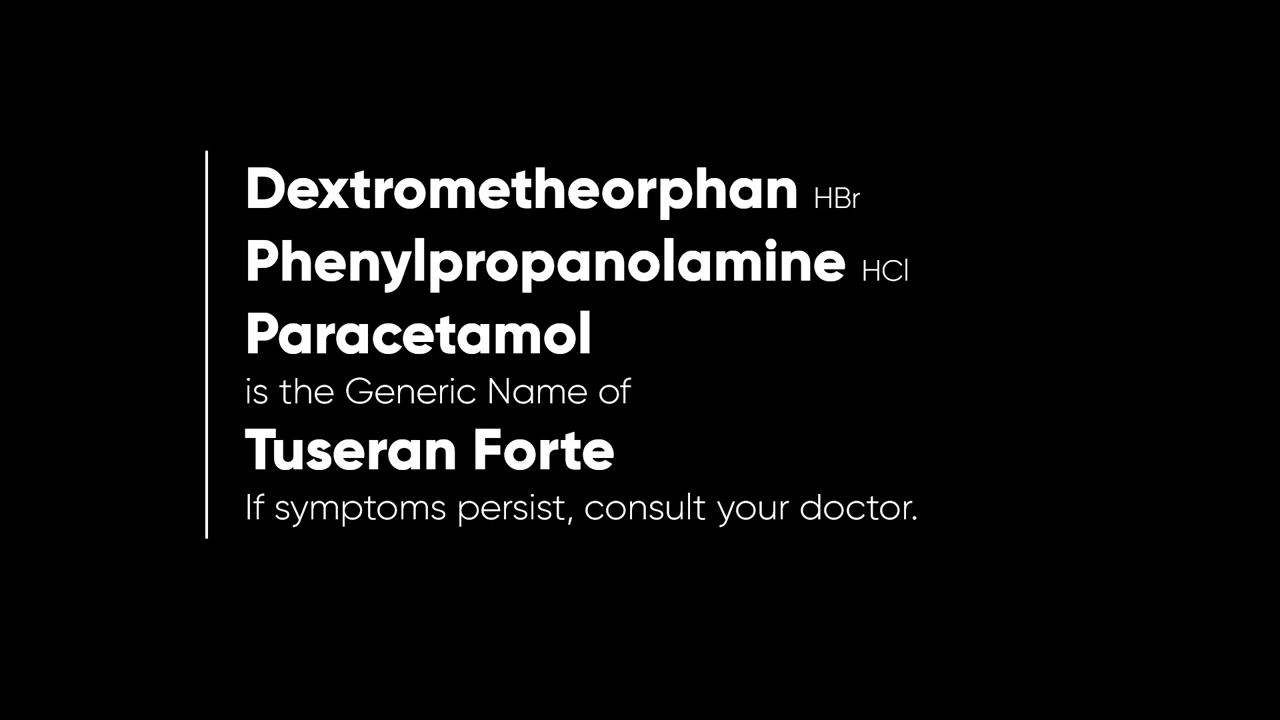 Dextrometheorphan HBr
Phenylpropanolamine HCl
Paracetamol
is the Generic Name of
Tuseran Forte
If symptoms persist, consult your doctor.